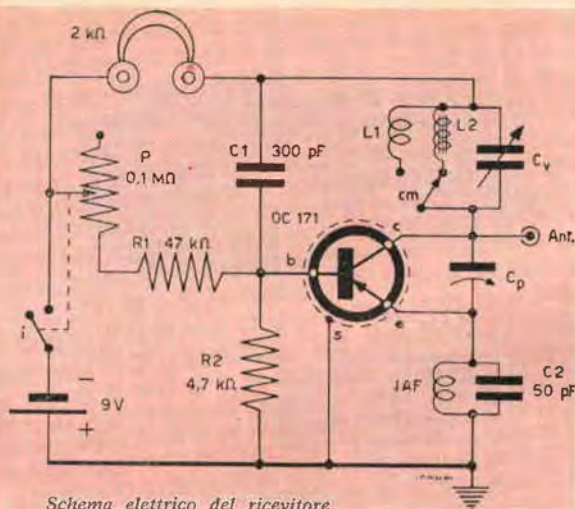 2 kΩ
P
0,1 MΩ
C1 300 pF
L1
L2
Cv
cm
OC 171
R1 47 kΩ
b
c
e
s
Ant.
Cp
i
R2
4,7 kΩ
JAF
C2
50 pF
−
9 V
+
Schema elettrico del ricevitore